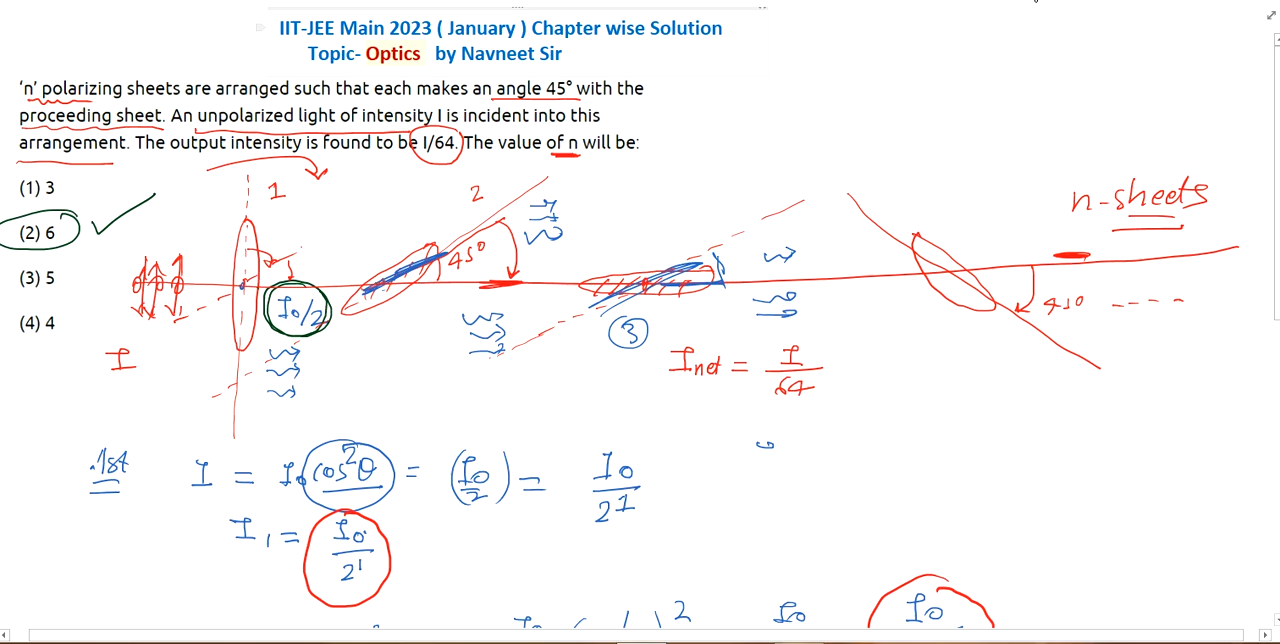 IIT-JEE Main 2023 ( January ) Chapter wise Solution
Topic- Optics by Navneet Sir
‘n’ polarizing sheets are arranged such that each makes an angle 45° with the
proceeding sheet. An unpolarized light of intensity I is incident into this
arrangement. The output intensity is found to be I/64. The value of n will be:
(1) 3
(2) 6
(3) 5
(4) 4
1
2
n-sheets
45°
45°
I₀/2
3
I
I net = I/64
1st I = I₀ cos²θ = (I₀/2) = I₀/2¹
I₁ = I₀/2¹
I₀